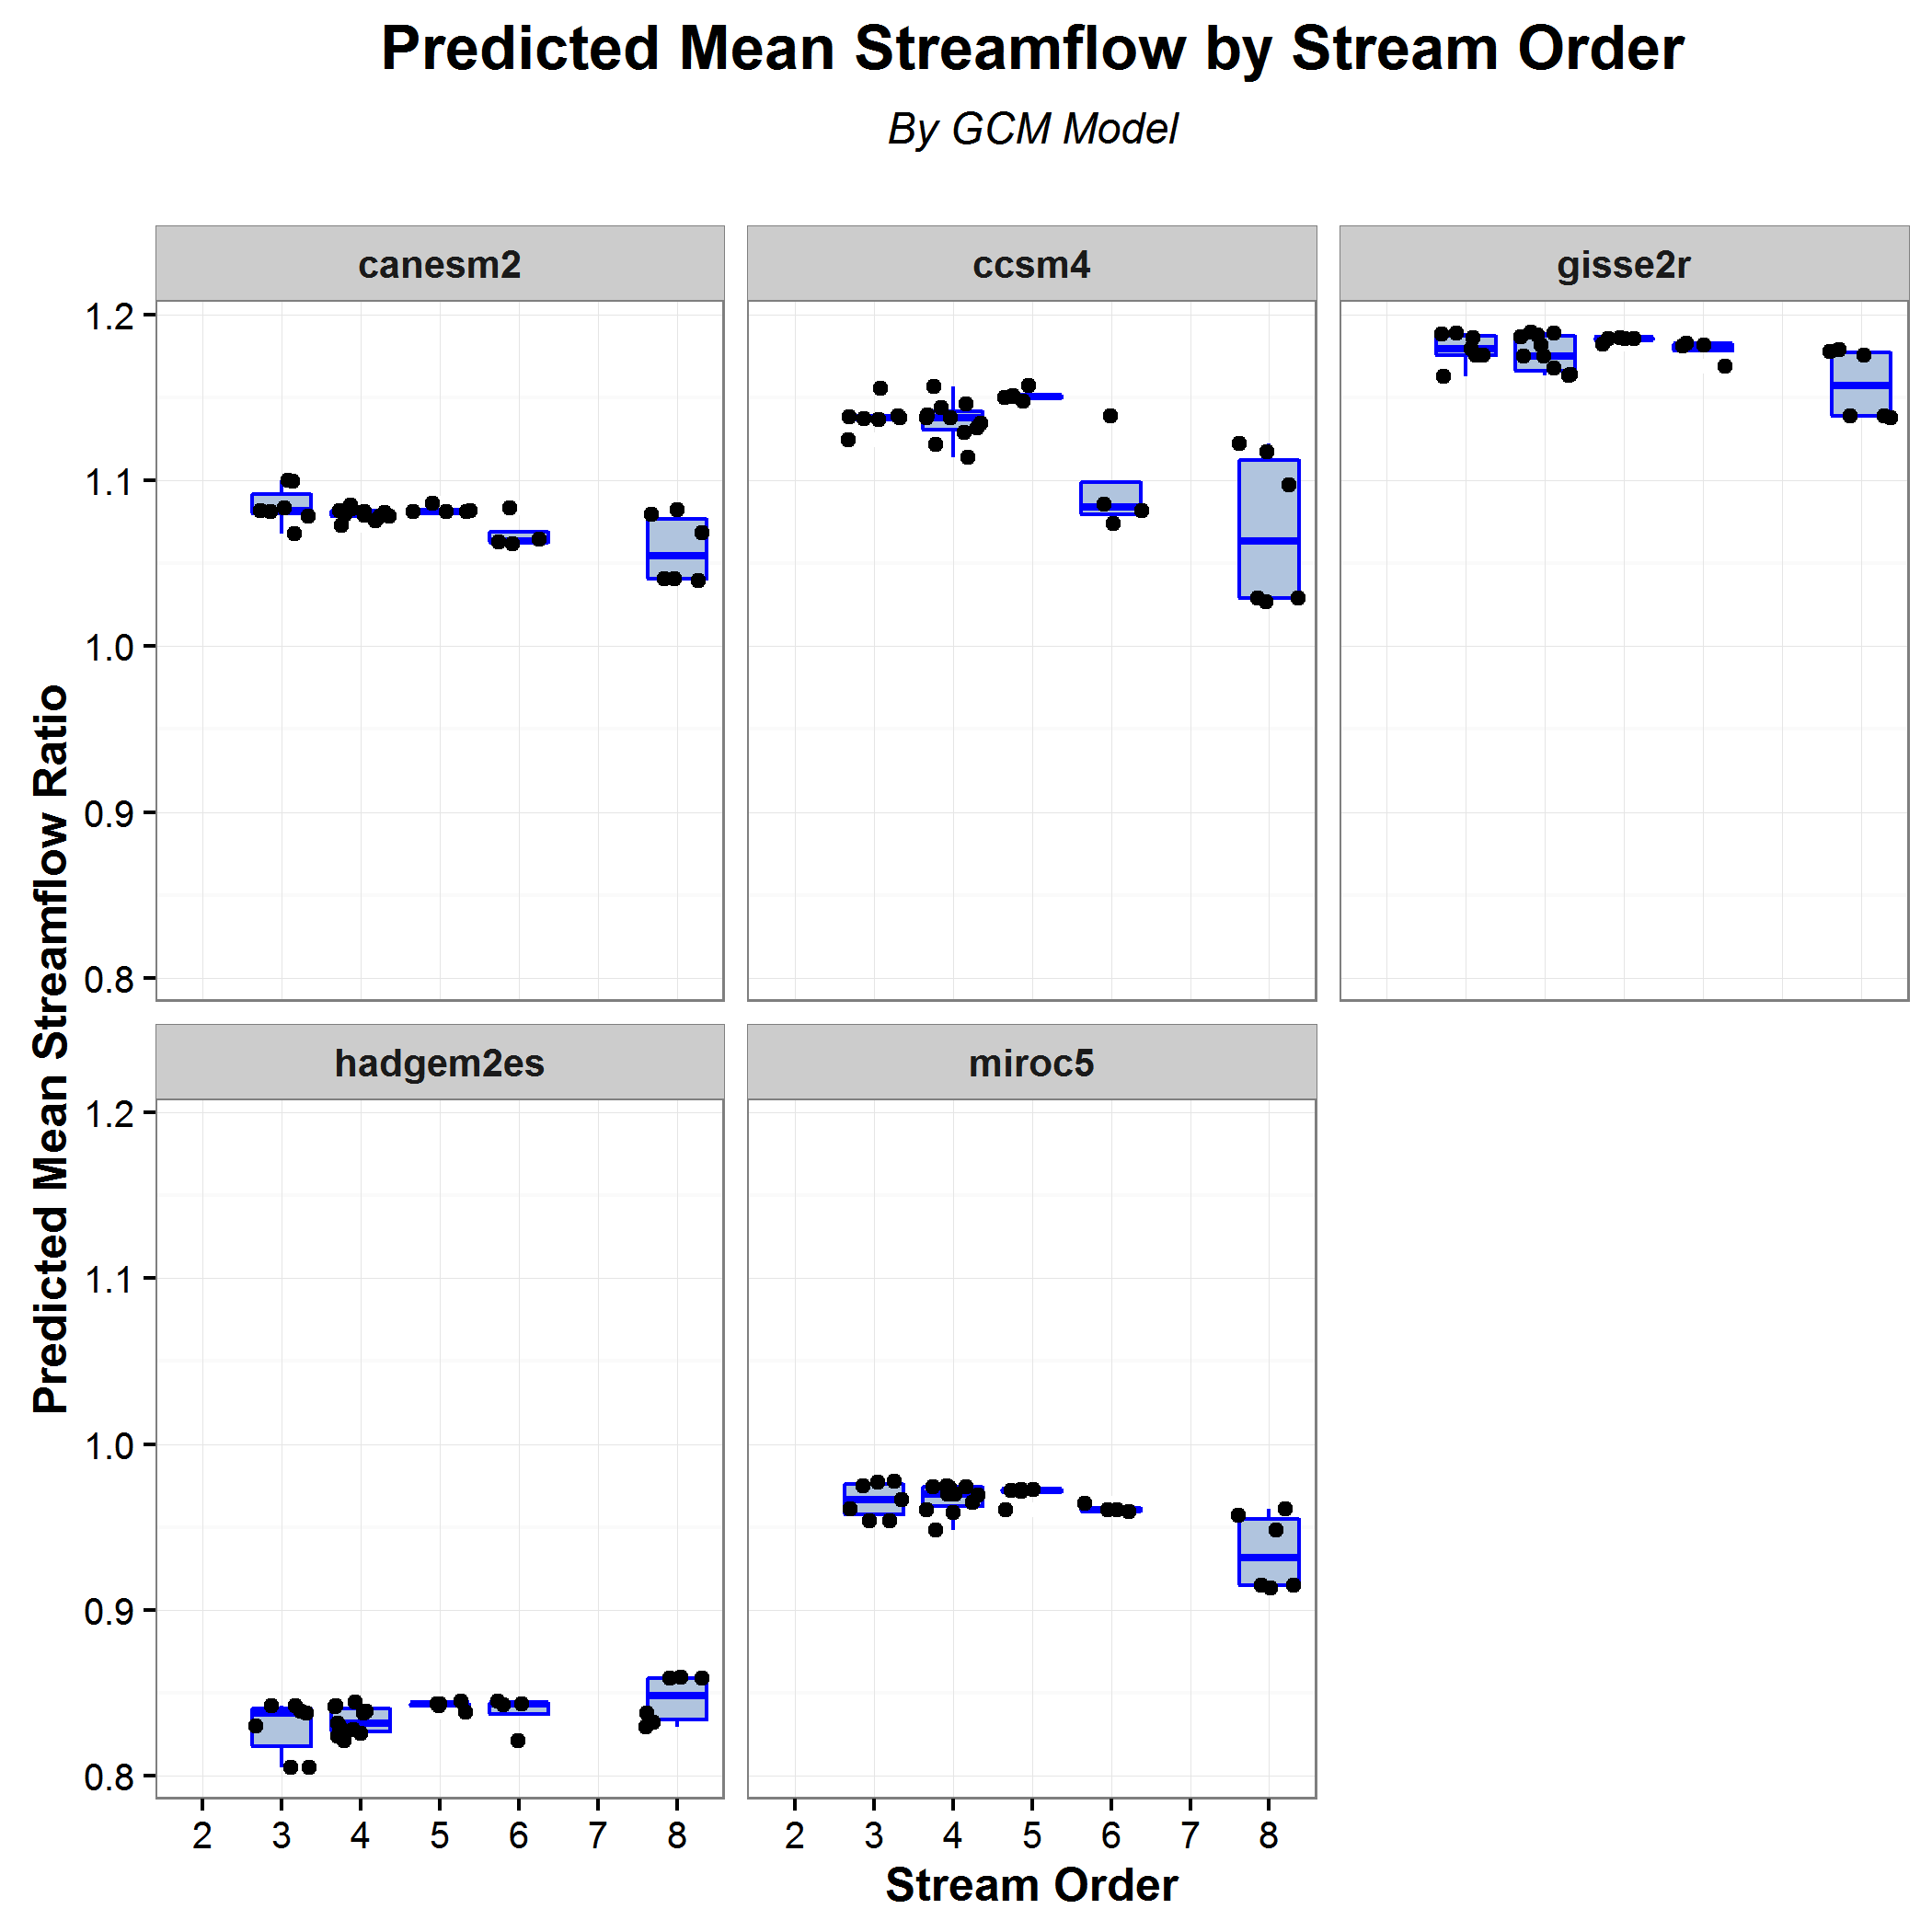 Predicted Mean Streamflow by Stream Order
By GCM Model
canesm2
ccsm4
gisse2r
1.2
1.1
1.0
0.9
0.8
Predicted Mean Streamflow Ratio
hadgem2es
miroc5
1.2
1.1
1.0
0.9
0.8
2 3 4 5 6 7 8
2 3 4 5 6 7 8
Stream Order